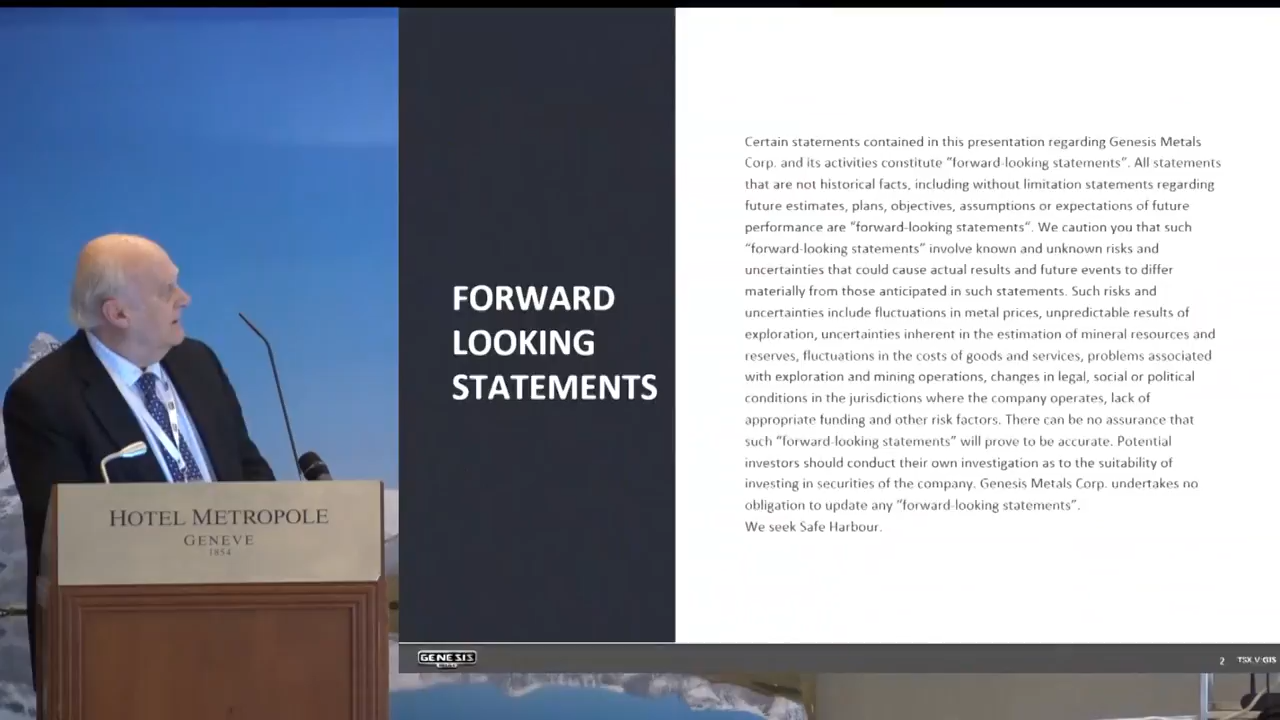 HOTEL METROPOLE
GENEVE
1854
FORWARD
LOOKING
STATEMENTS
Certain statements contained in this presentation regarding Genesis Metals
Corp. and its activities constitute “forward-looking statements”. All statements
that are not historical facts, including without limitation statements regarding
future estimates, plans, objectives, assumptions or expectations of future
performance are “forward-looking statements”. We caution you that such
“forward-looking statements” involve known and unknown risks and
uncertainties that could cause actual results and future events to differ
materially from those anticipated in such statements. Such risks and
uncertainties include fluctuations in metal prices, unpredictable results of
exploration, uncertainties inherent in the estimation of mineral resources and
reserves, fluctuations in the costs of goods and services, problems associated
with exploration and mining operations, changes in legal, social or political
conditions in the jurisdictions where the company operates, lack of
appropriate funding and other risk factors. There can be no assurance that
such “forward-looking statements” will prove to be accurate. Potential
investors should conduct their own investigation as to the suitability of
investing in securities of the company. Genesis Metals Corp. undertakes no
obligation to update any “forward-looking statements”.
We seek Safe Harbour.
GENESIS
2 TSX.V:GIS